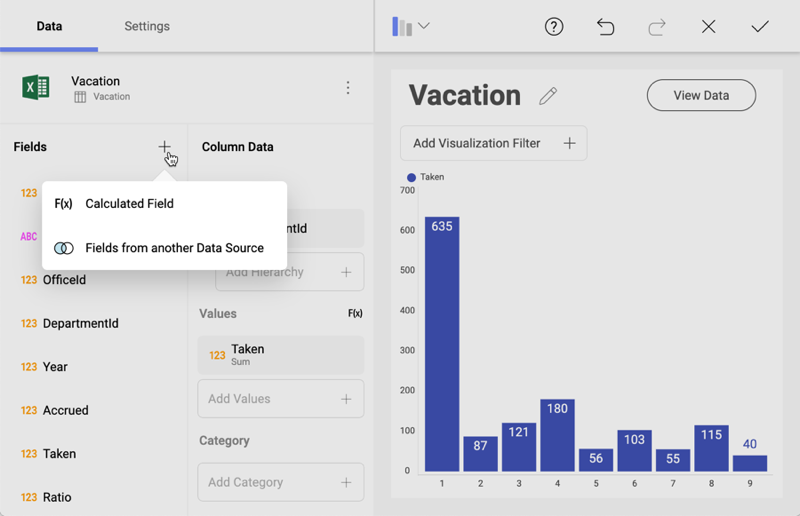 Data
Settings
Vacation
Vacation
Fields
Column Data
123
F(x) Calculated Field
ABC
Fields from another Data Source
ntId
Add Hierarchy
123 OfficeId
123 DepartmentId
123 Year
123 Accrued
123 Taken
123 Ratio
Values F(x)
123 Taken
Sum
Add Values
Category
Add Category
Vacation
View Data
Add Visualization Filter
Taken
700
600
500
400
300
200
100
0
635
87
121
180
56
103
55
115
40
1 2 3 4 5 6 7 8 9